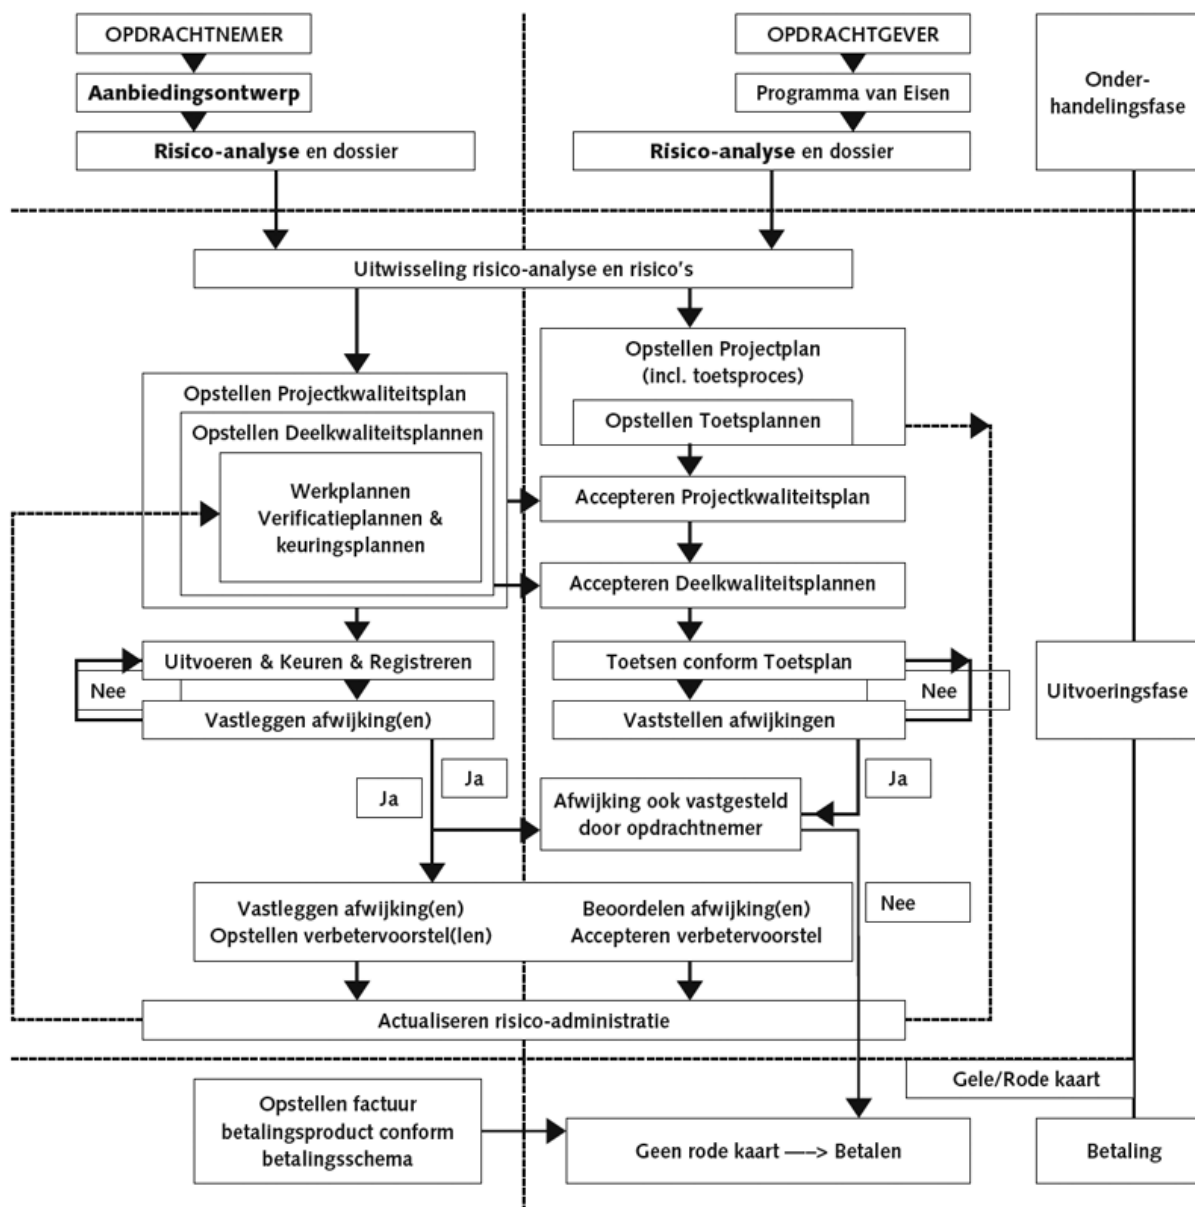 OPDRACHTNEMER
OPDRACHTGEVER
Onder-
handelingsfase
Aanbiedingsontwerp
Programma van Eisen
Risico-analyse en dossier
Risico-analyse en dossier
Uitwisseling risico-analyse en risico's
Opstellen Projectplan
(incl. toetsproces)
Opstellen Toetsplannen
Opstellen Projectkwaliteitsplan
Opstellen Deelkwaliteitsplannen
Werkplannen
Verificatieplannen &
keuringsplannen
Accepteren Projectkwaliteitsplan
Accepteren Deelkwaliteitsplannen
Uitvoeren & Keuren & Registreren
Toetsen conform Toetsplan
Nee
Nee
Uitvoeringsfase
Vastleggen afwijking(en)
Vaststellen afwijkingen
Ja
Ja
Ja
Afwijking ook vastgesteld
door opdrachtnemer
Nee
Vastleggen afwijking(en)
Opstellen verbetervoorstel(len)
Beoordelen afwijking(en)
Accepteren verbetervoorstel
Actualiseren risico-administratie
Gele/Rode kaart
Opstellen factuur
betalingsproduct conform
betalingsschema
Geen rode kaart —–> Betalen
Betaling